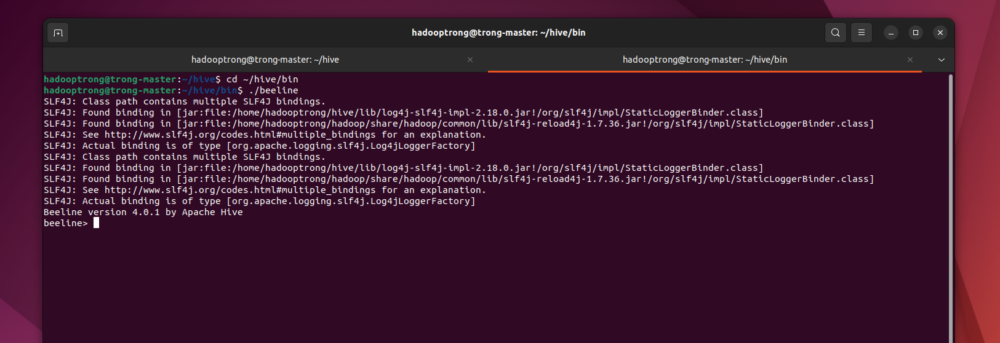 hadooptrong@trong-master: ~/hive/bin
hadooptrong@trong-master: ~/hive
hadooptrong@trong-master: ~/hive/bin
hadooptrong@trong-master:~/hive$ cd ~/hive/bin
hadooptrong@trong-master:~/hive/bin$ ./beeline
SLF4J: Class path contains multiple SLF4J bindings.
SLF4J: Found binding in [jar:file:/home/hadooptrong/hive/lib/log4j-slf4j-impl-2.18.0.jar!/org/slf4j/impl/StaticLoggerBinder.class]
SLF4J: Found binding in [jar:file:/home/hadooptrong/hadoop/share/hadoop/common/lib/slf4j-reload4j-1.7.36.jar!/org/slf4j/impl/StaticLoggerBinder.class]
SLF4J: See http://www.slf4j.org/codes.html#multiple_bindings for an explanation.
SLF4J: Actual binding is of type [org.apache.logging.slf4j.Log4jLoggerFactory]
SLF4J: Class path contains multiple SLF4J bindings.
SLF4J: Found binding in [jar:file:/home/hadooptrong/hive/lib/log4j-slf4j-impl-2.18.0.jar!/org/slf4j/impl/StaticLoggerBinder.class]
SLF4J: Found binding in [jar:file:/home/hadooptrong/hadoop/share/hadoop/common/lib/slf4j-reload4j-1.7.36.jar!/org/slf4j/impl/StaticLoggerBinder.class]
SLF4J: See http://www.slf4j.org/codes.html#multiple_bindings for an explanation.
SLF4J: Actual binding is of type [org.apache.logging.slf4j.Log4jLoggerFactory]
Beeline version 4.0.1 by Apache Hive
beeline>